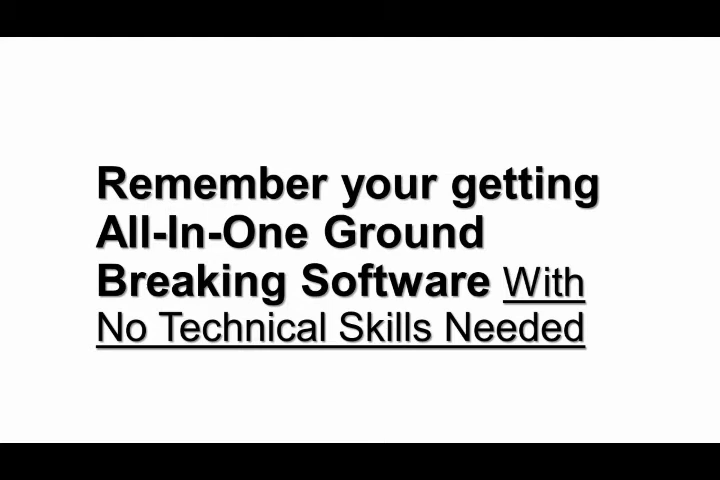 Remember your getting
All-In-One Ground
Breaking Software With
No Technical Skills Needed